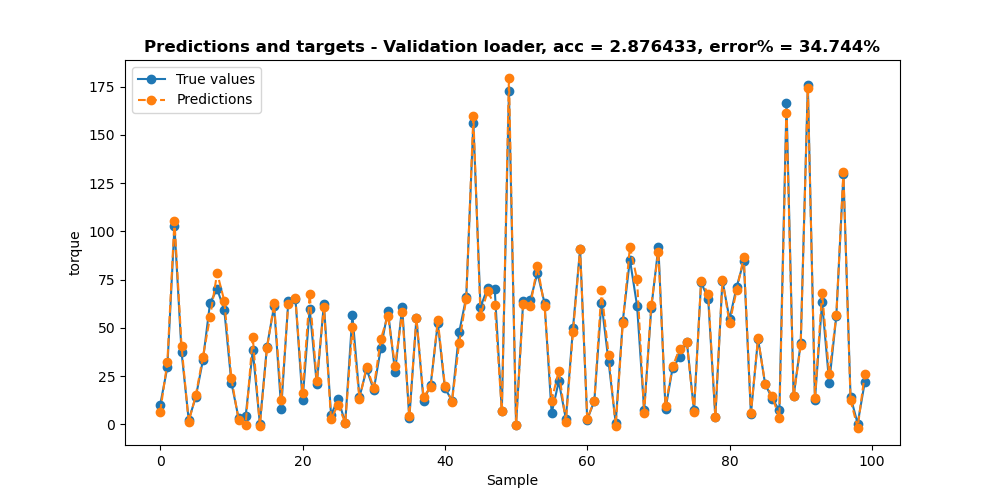 Predictions and targets - Validation loader, acc = 2.876433, error% = 34.744%
True values
Predictions
175
150
125
100
75
50
25
0
torque
0 20 40 60 80 100
Sample